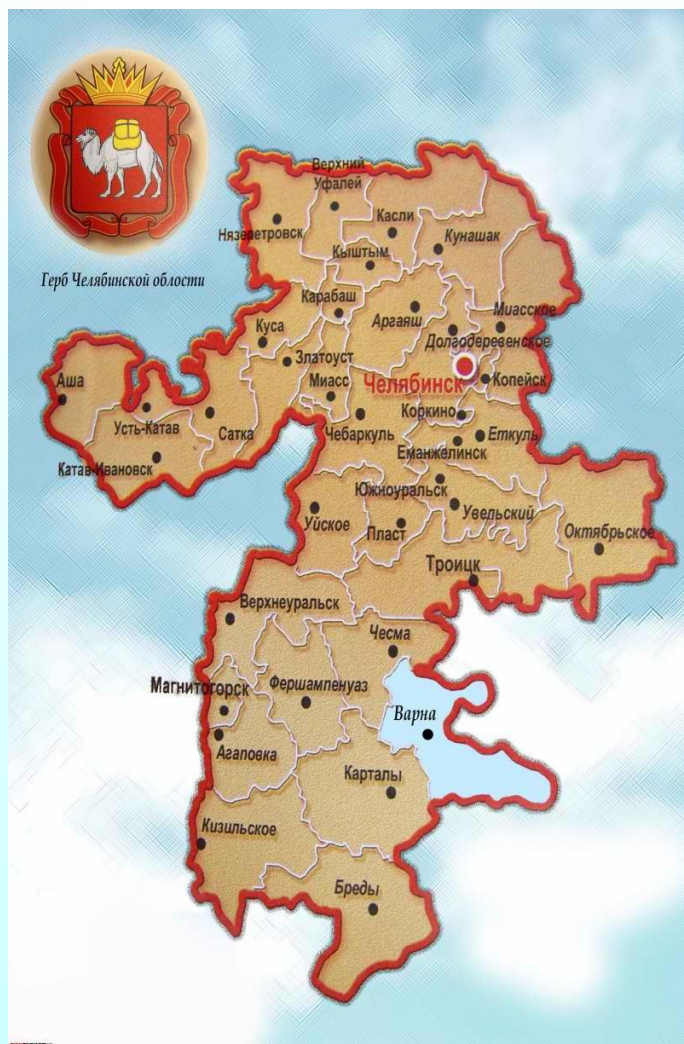 Герб Челябинской области
Верхний
Уфалей
Нязепетровск
Касли
Кунашак
Кыштым
Карабаш
Аргаяш
Миасское
Долгодеревенское
Куса
Златоуст
Челябинск
Копейск
Аша
Миасс
Коркино
Усть-Катав
Сатка
Чебаркуль
Еткуль
Еманжелинск
Катав-Ивановск
Южноуральск
Уйское
Увельский
Пласт
Октябрьское
Троицк
Верхнеуральск
Чесма
Магнитогорск
Фершампенуаз
Варна
Агаповка
Карталы
Кизильское
Бреды